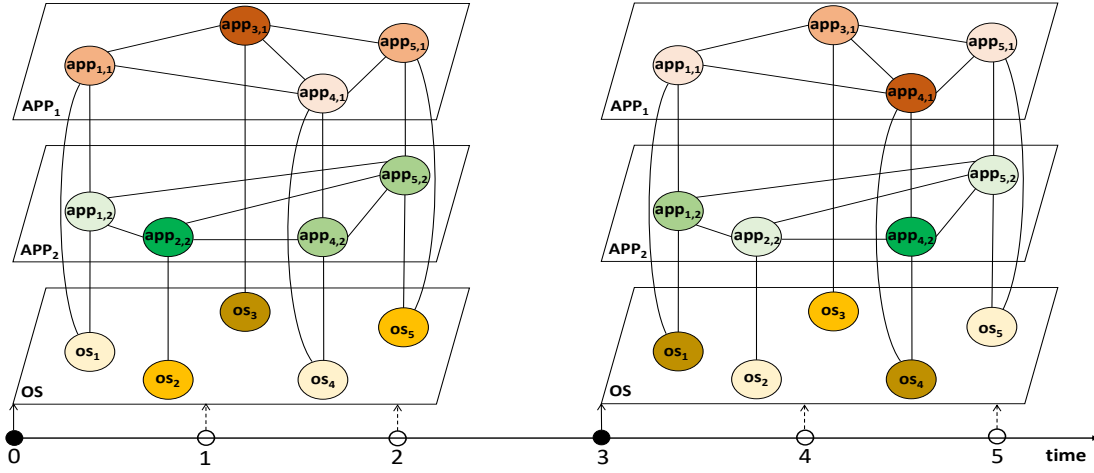 app₃,₁
app₅,₁
app₁,₁
app₄,₁
APP₁
app₅,₂
app₁,₂
app₂,₂
app₄,₂
APP₂
os₃
os₅
os₁
os₂
os₄
OS
app₃,₁
app₅,₁
app₁,₁
app₄,₁
APP₁
app₅,₂
app₁,₂
app₂,₂
app₄,₂
APP₂
os₃
os₅
os₁
os₂
os₄
OS
0 1 2 3 4 5 time